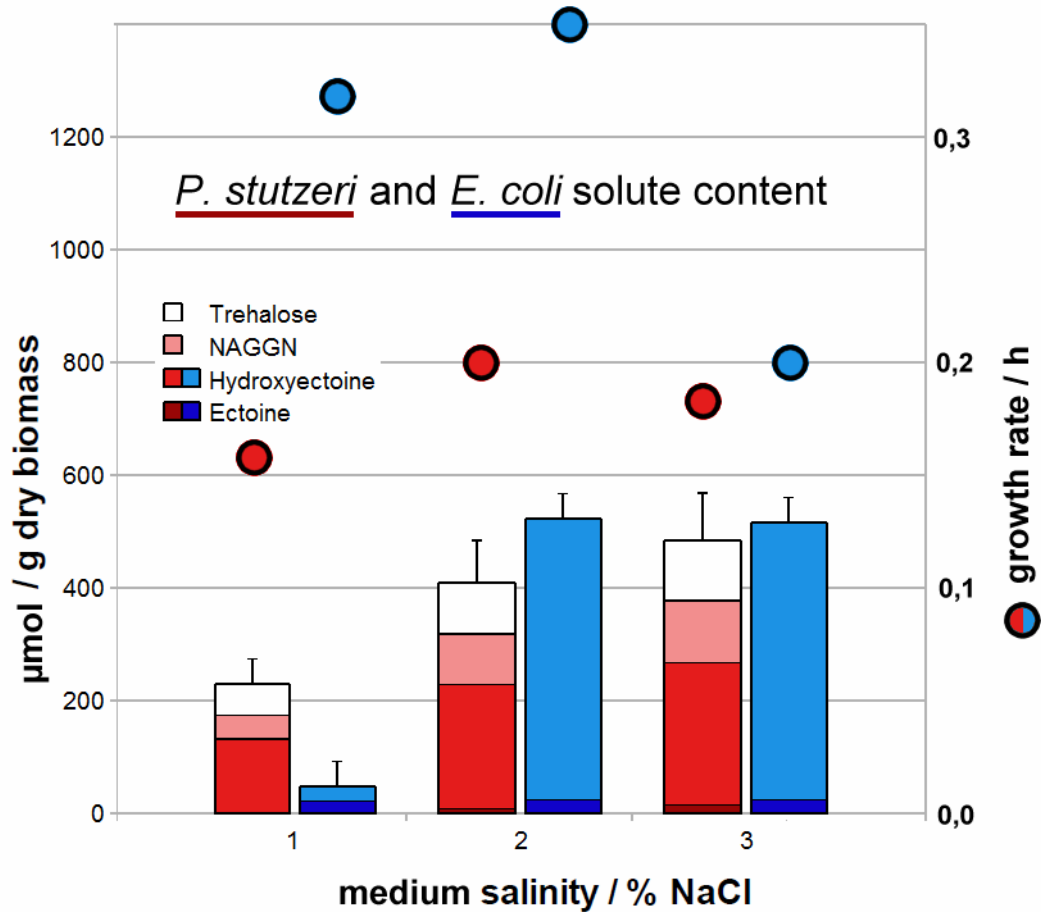 1200
1000
800
600
400
200
0
µmol / g dry biomass
P. stutzeri and E. coli solute content
Trehalose
NAGGN
Hydroxyectoine
Ectoine
0,3
0,2
0,1
0,0
growth rate / h
1 2 3
medium salinity / % NaCl